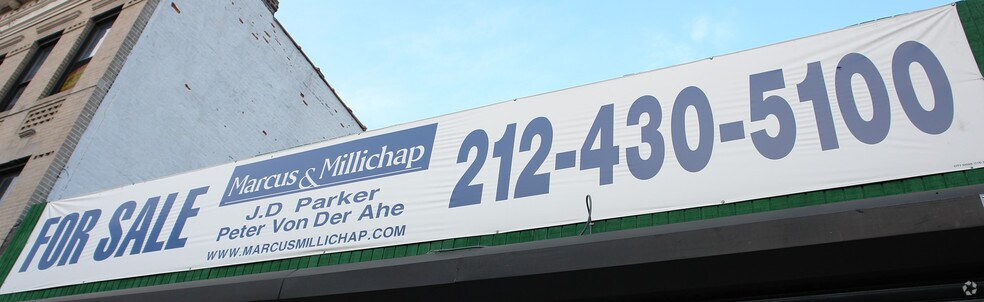 FOR SALE
Marcus & Millichap
J.D Parker
Peter Von Der Ahe
WWW.MARCUSMILLICHAP.COM
212-430-5100